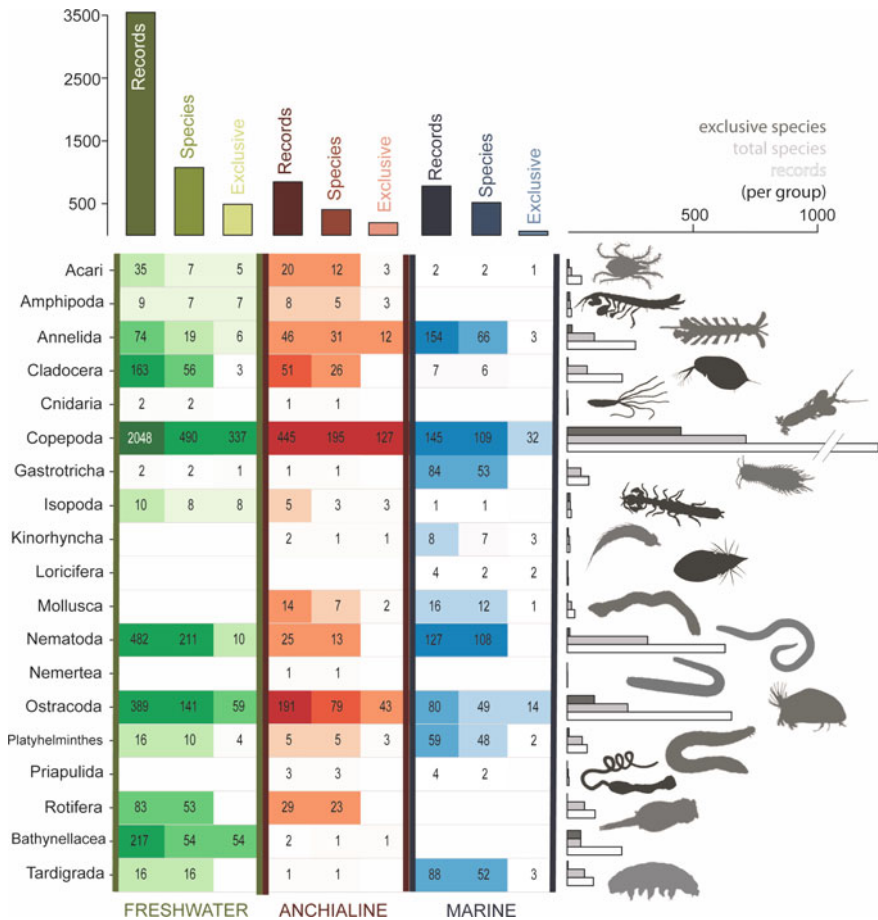 3500
2500
1500
500
Records
Species
Exclusive
Records
Species
Exclusive
Records
Species
Exclusive
exclusive species
total species
records
(per group)
500 1000
Acari 35 7 5 20 12 3 2 2 1
Amphipoda 9 7 7 8 5 3
Annelida 74 19 6 46 31 12 154 66 3
Cladocera 163 56 3 51 26 7 6
Cnidaria 2 2 1 1
Copepoda 2048 490 337 445 195 127 145 109 32
Gastrotricha 2 2 1 1 1 84 53
Isopoda 10 8 8 5 3 3 1 1
Kinorhyncha 2 1 1 8 7 3
Loricifera 4 2 2
Mollusca 14 7 2 16 12 1
Nematoda 482 211 10 25 13 127 108
Nemertea 1 1
Ostracoda 389 141 59 191 79 43 80 49 14
Platyhelminthes 16 10 4 5 5 3 59 48 2
Priapulida 3 3 4 2
Rotifera 83 53 29 23
Bathynellacea 217 54 54 2 1 1
Tardigrada 16 16 1 1 88 52 3
FRESHWATER ANCHIALINE MARINE